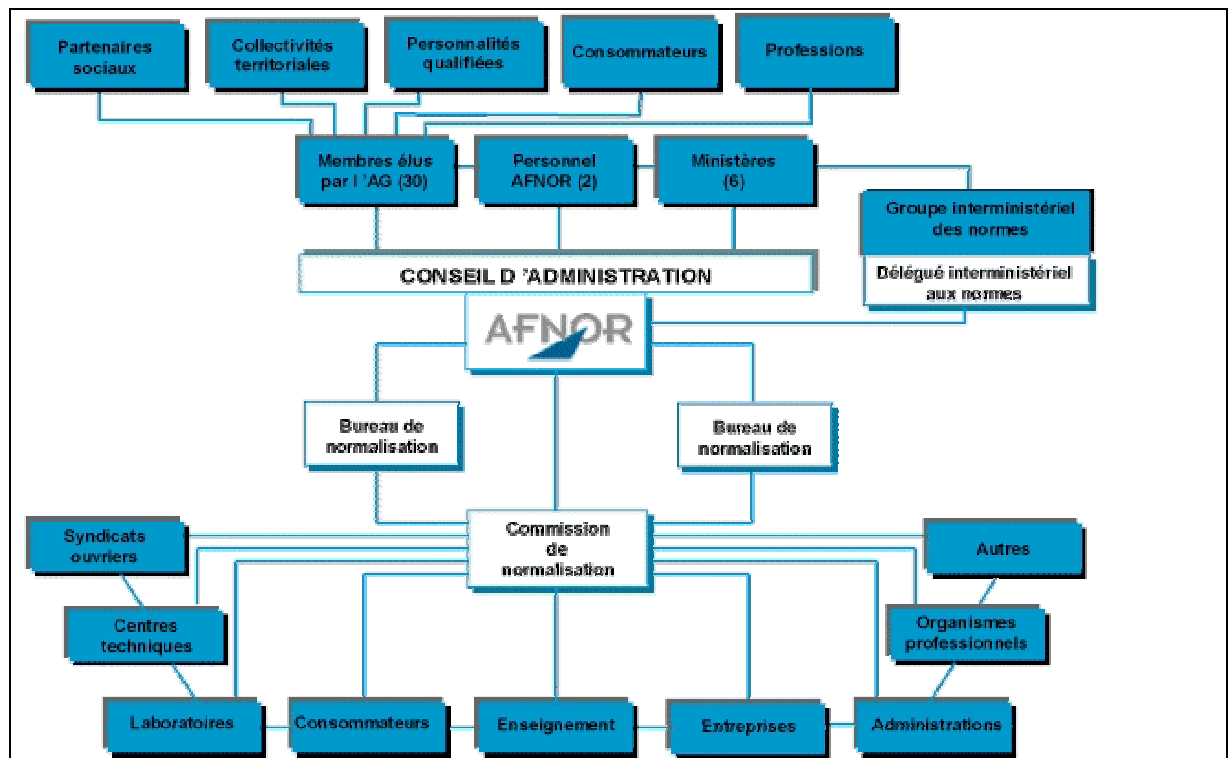 Partenaires
sociaux
Collectivités
territoriales
Personnalités
qualifiées
Consommateurs
Professions
Membres élus
par l 'AG (30)
Personnel
AFNOR (2)
Ministères
(6)
Groupe interministériel
des normes
Délégué interministériel
aux normes
CONSEIL D 'ADMINISTRATION
AFNOR
Bureau de
normalisation
Bureau de
normalisation
Commission
de
normalisation
Syndicats
ouvriers
Autres
Centres
techniques
Organismes
professionnels
Laboratoires
Consommateurs
Enseignement
Entreprises
Administrations